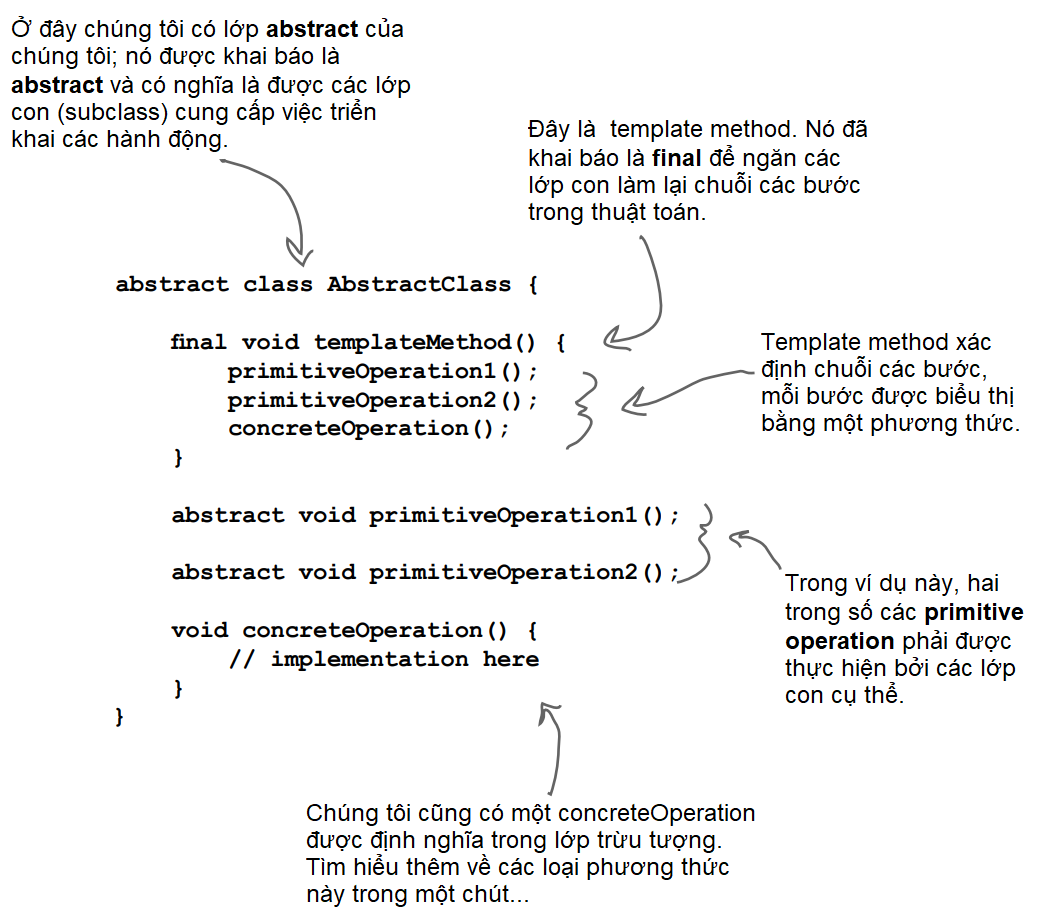 Ở đây chúng tôi có lớp abstract của
chúng tôi; nó được khai báo là
abstract và có nghĩa là được các lớp
con (subclass) cung cấp việc triển
khai các hành động.
Đây là  template method. Nó đã
khai báo là final để ngăn các
lớp con làm lại chuỗi các bước
trong thuật toán.
abstract class AbstractClass {
final void templateMethod() {
primitiveOperation1();
primitiveOperation2();
concreteOperation();
}
Template method xác
định chuỗi các bước,
mỗi bước được biểu thị
bằng một phương thức.
abstract void primitiveOperation1();
abstract void primitiveOperation2();
Trong ví dụ này, hai
trong số các primitive
operation phải được
thực hiện bởi các lớp
con cụ thể.
void concreteOperation() {
// implementation here
}
}
Chúng tôi cũng có một concreteOperation
được định nghĩa trong lớp trừu tượng.
Tìm hiểu thêm về các loại phương thức
này trong một chút...